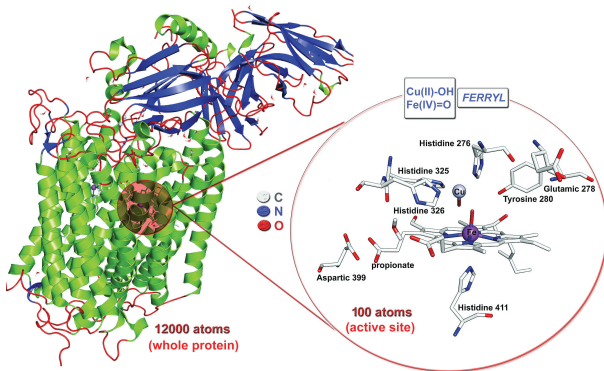 Cu(II)-OH
Fe(IV)=O
FERRYL
Histidine 276
Histidine 325
Cu
Glutamic 278
Tyrosine 280
Histidine 326
C
N
O
Fe
Aspartic 399
propionate
Histidine 411
12000 atoms
(whole protein)
100 atoms
(active site)